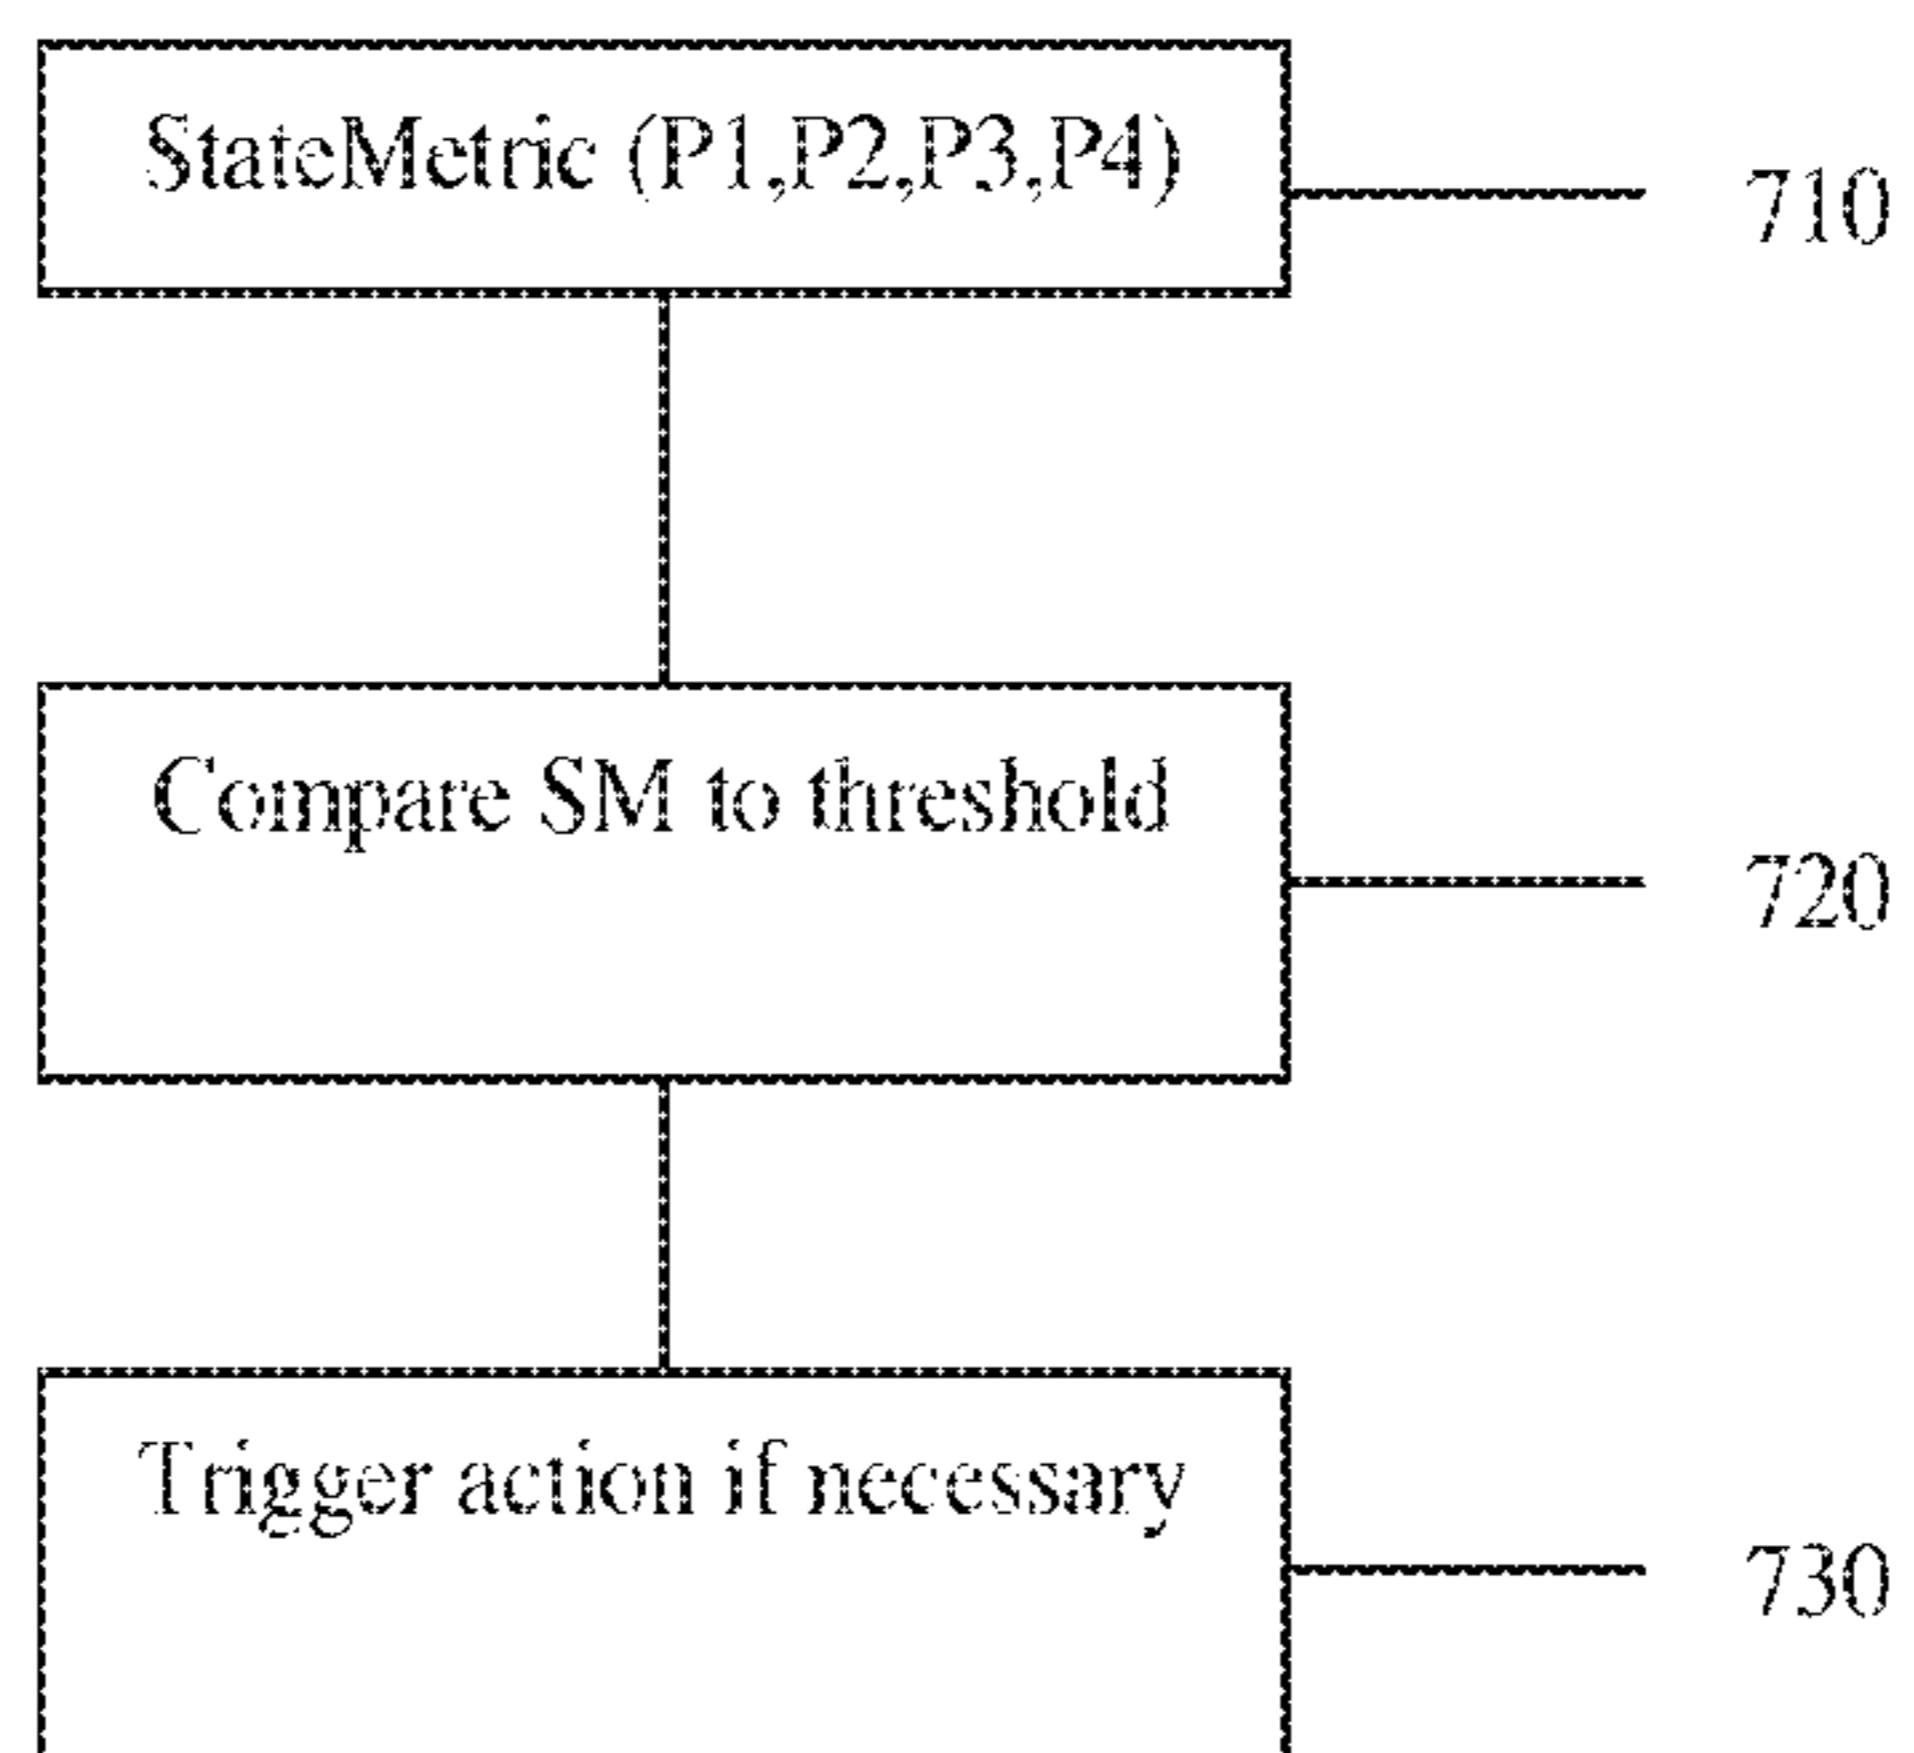 StateMetric (P1,P2,P3,P4)
710
Compare SM to threshold
720
Trigger action if necessary
730